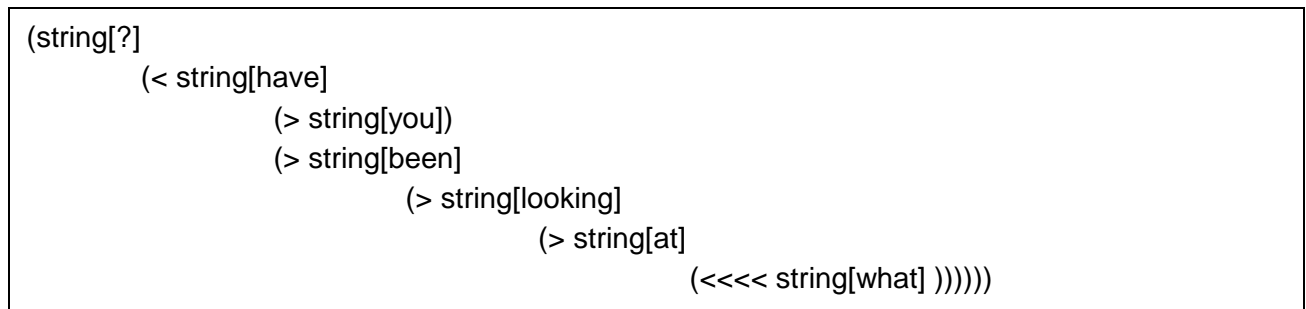 (string[?]
(< string[have]
(> string[you])
(> string[been]
(> string[looking]
(> string[at]
(<<<< string[what] ))))))